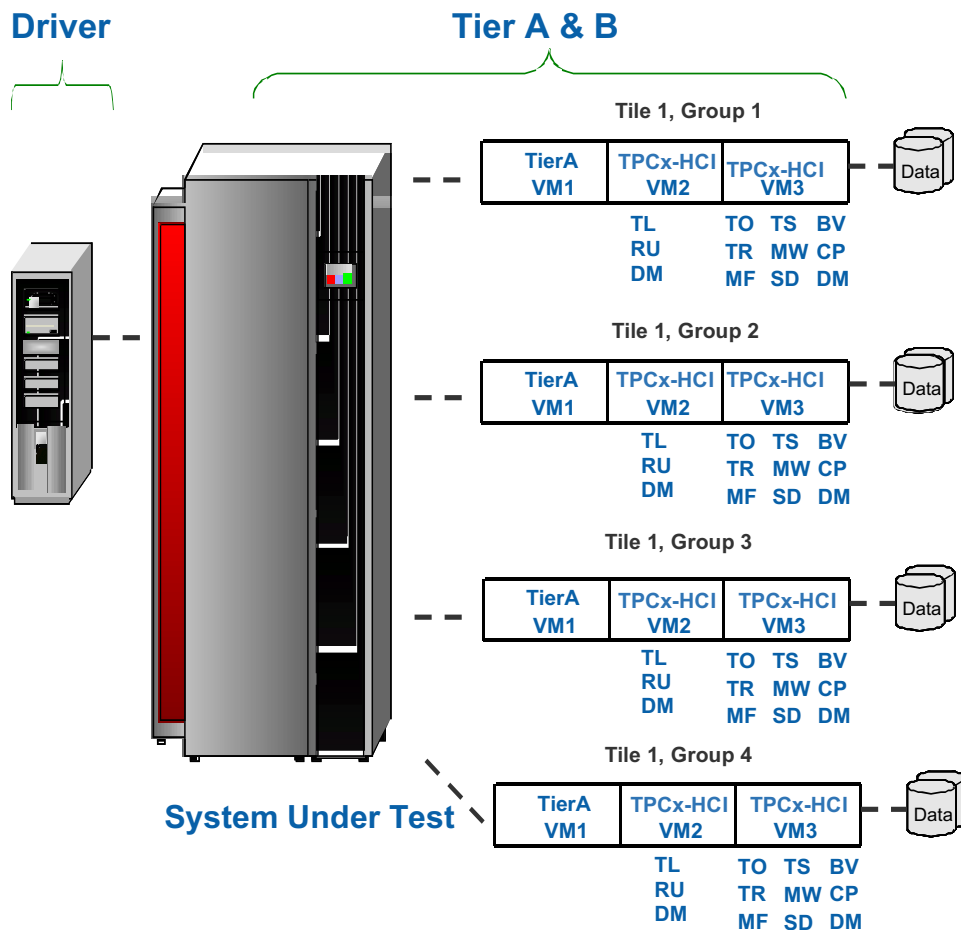 Driver
Tier A & B
Tile 1, Group 1
TierA TPCx-HCI TPCx-HCI
VM1 VM2 VM3
Data
TL TO TS BV
RU TR MW CP
DM MF SD DM
Tile 1, Group 2
TierA TPCx-HCI TPCx-HCI
VM1 VM2 VM3
Data
TL TO TS BV
RU TR MW CP
DM MF SD DM
Tile 1, Group 3
TierA TPCx-HCI TPCx-HCI
VM1 VM2 VM3
Data
TL TO TS BV
RU TR MW CP
DM MF SD DM
Tile 1, Group 4
System Under Test
TierA TPCx-HCI TPCx-HCI
VM1 VM2 VM3
Data
TL TO TS BV
RU TR MW CP
DM MF SD DM